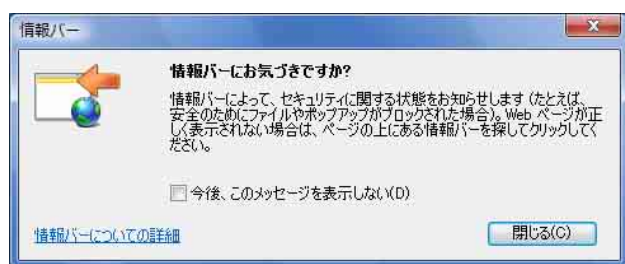 情報バー
情報バーにお気づきですか?
情報バーによって、セキュリティに関する状態をお知らせします (たとえば、
安全のためにファイルやポップアップがブロックされた場合)。Web ページが正
しく表示されない場合は、ページの上にある情報バーを探してクリックしてく
ださい。
今後、このメッセージを表示しない(D)
情報バーについての詳細
閉じる(C)